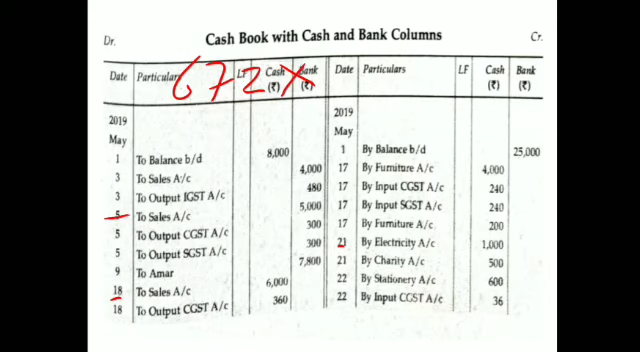 Dr. Cash Book with Cash and Bank Columns Cr.
Date Particulars LF Cash (₹) Bank (₹) Date Particulars LF Cash (₹) Bank (₹)
672X
2019 2019
May May
1 To Balance b/d 8,000 1 By Balance b/d 25,000
3 To Sales A/c 4,000 17 By Furniture A/c 4,000
3 To Output IGST A/c 480 17 By Input CGST A/c 240
5 To Sales A/c 5,000 17 By Input SGST A/c 240
5 To Output CGST A/c 300 17 By Furniture A/c 200
5 To Output SGST A/c 300 21 By Electricity A/c 1,000
9 To Amar 7,800 21 By Charity A/c 500
18 To Sales A/c 6,000 22 By Stationery A/c 600
18 To Output CGST A/c 360 22 By Input CGST A/c 36